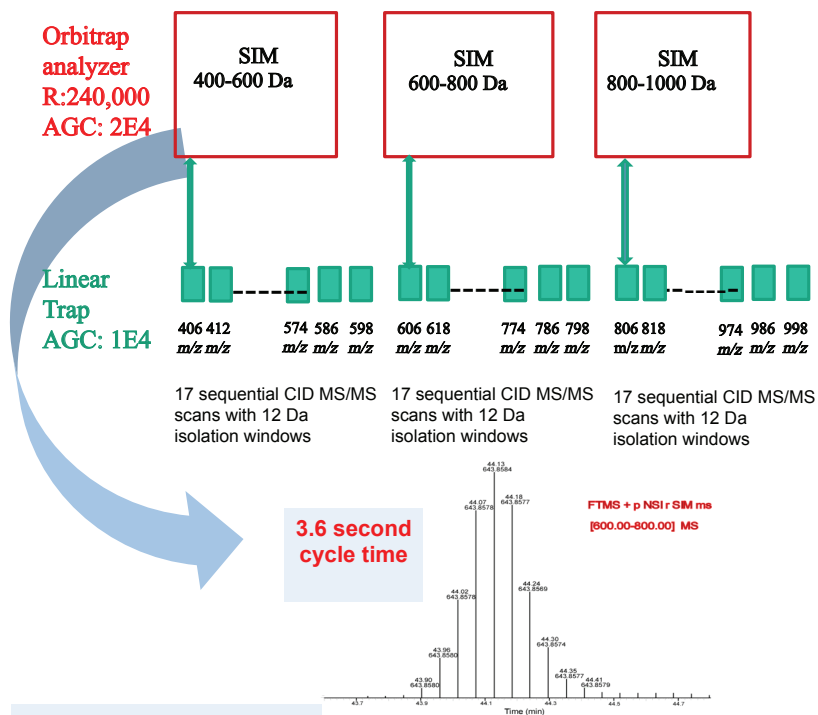 Orbitrap
analyzer
R:240,000
AGC: 2E4
SIM
400-600 Da
SIM
600-800 Da
SIM
800-1000 Da
Linear
Trap
AGC: 1E4
406 412 574 586 598 606 618 774 786 798 806 818 974 986 998
m/z m/z m/z m/z m/z m/z m/z m/z m/z m/z m/z m/z m/z m/z m/z
17 sequential CID MS/MS
scans with 12 Da
isolation windows
17 sequential CID MS/MS
scans with 12 Da
isolation windows
17 sequential CID MS/MS
scans with 12 Da
isolation windows
3.6 second
cycle time
FTMS + p NSI r SIM ms
[600.00-800.00] MS
44.13
643.8584
44.07
643.8578
44.18
643.8577
44.24
643.8569
44.02
643.8578
44.30
643.8574
43.96
643.8580
44.35
643.8577
43.90
643.8580
44.41
643.8579
43.7 43.9 44.1 44.3 44.5 44.7
Time (min)